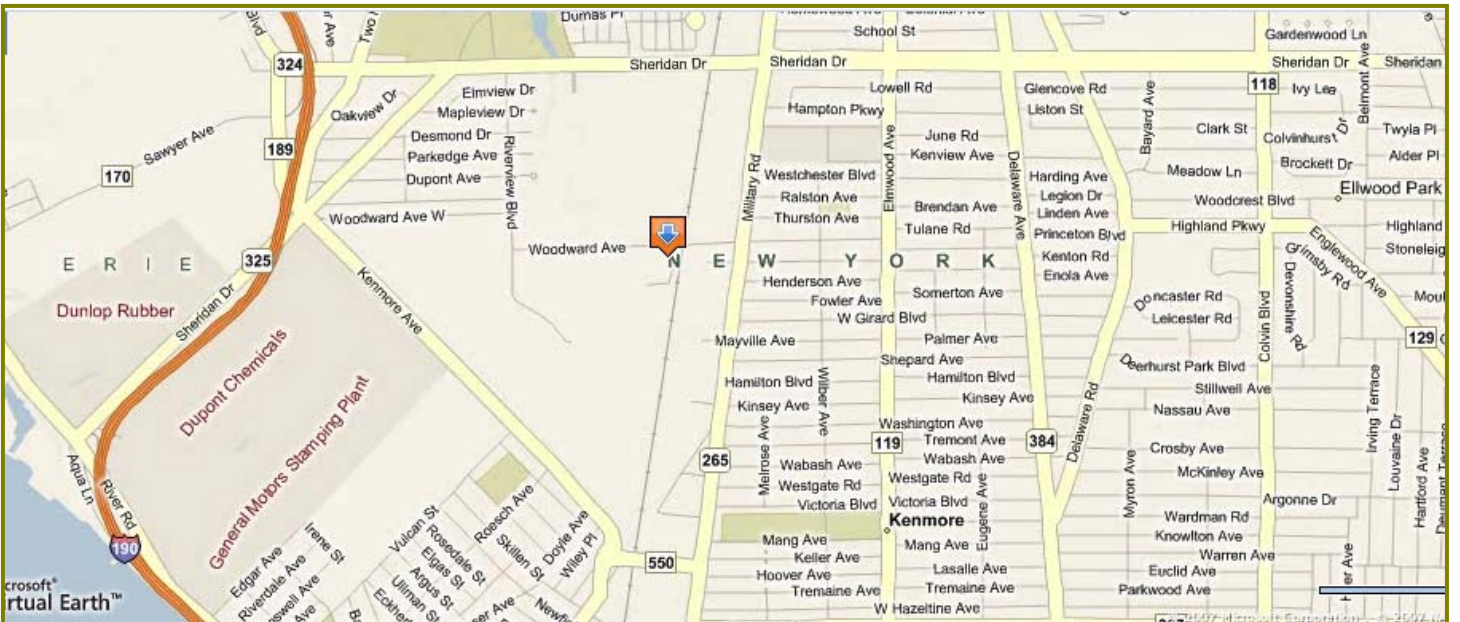 Blvd
Two
Dumas Pl
School St
Gardenwood Ln
324
Sheridan Dr
Sheridan Dr
Sheridan Dr
Sheridan
Belmont Ave
118
Oakview Dr
Elmview Dr
Mapleview Dr
Lowell Rd
Hampton Pkwy
Glencove Rd
Liston St
Bayard Ave
Ivy Lea
Clark St
Colvinhurst Dr
Twyla Pl
Sawyer Ave
189
170
Desmond Dr
Parkedge Ave
Dupont Ave
Riverview Blvd
Military Rd
June Rd
Kenview Ave
Elmwood Ave
Delaware Ave
Brockett Dr
Alder Pl
Meadow Ln
Westchester Blvd
Ralston Ave
Thurston Ave
Harding Ave
Legion Dr
Linden Ave
Princeton Blvd
Kenton Rd
Enola Ave
Ellwood Park
Woodcrest Blvd
Highland Pkwy
Highland
Stoneleig
Woodward Ave W
Woodward Ave
Brendan Ave
Tulane Rd
Englewood Ave
Grimsby Rd
Devonshire Rd
ERIE
325
NEW YORK
Dunlop Rubber
Sheridan Dr
Kenmore Ave
Henderson Ave
Fowler Ave
W Girard Blvd
Somerton Ave
Doncaster Rd
Leicester Rd
Colvin Blvd
129
Dupont Chemicals
General Motors Stamping Plant
Mayville Ave
Palmer Ave
Shepard Ave
Hamilton Blvd
Hamilton Blvd
Kinsey Ave
Kinsey Ave
Wilber Ave
Deerhurst Park Blvd
Stillwell Ave
Nassau Ave
Delaware Rd
Irving Terrace
Louvaine Dr
Hartford Ave
Washington Ave
119
Tremont Ave
384
265
Melrose Ave
Wabash Ave
Wabash Ave
Westgate Rd
Westgate Rd
Victoria Blvd
Victoria Blvd
Eugene Ave
Myron Ave
Crosby Ave
McKinley Ave
Argonne Dr
Aqua Ln
River Rd
190
Kenmore
Wardman Rd
Knowlton Ave
Warren Ave
Mang Ave
Mang Ave
Keller Ave
Hoover Ave
Lasalle Ave
Tremaine Ave
Tremaine Ave
Euclid Ave
Parkwood Ave
W Hazeltine Ave
550
Edgar Ave
Riverdale Ave
Irene St
Vulcan St
Rosedale St
Elgas St
Argus St
Ullman St
Roesch Ave
Skillen St
Doyle Ave
Wiley Pl
crosoft®
irtual Earth™